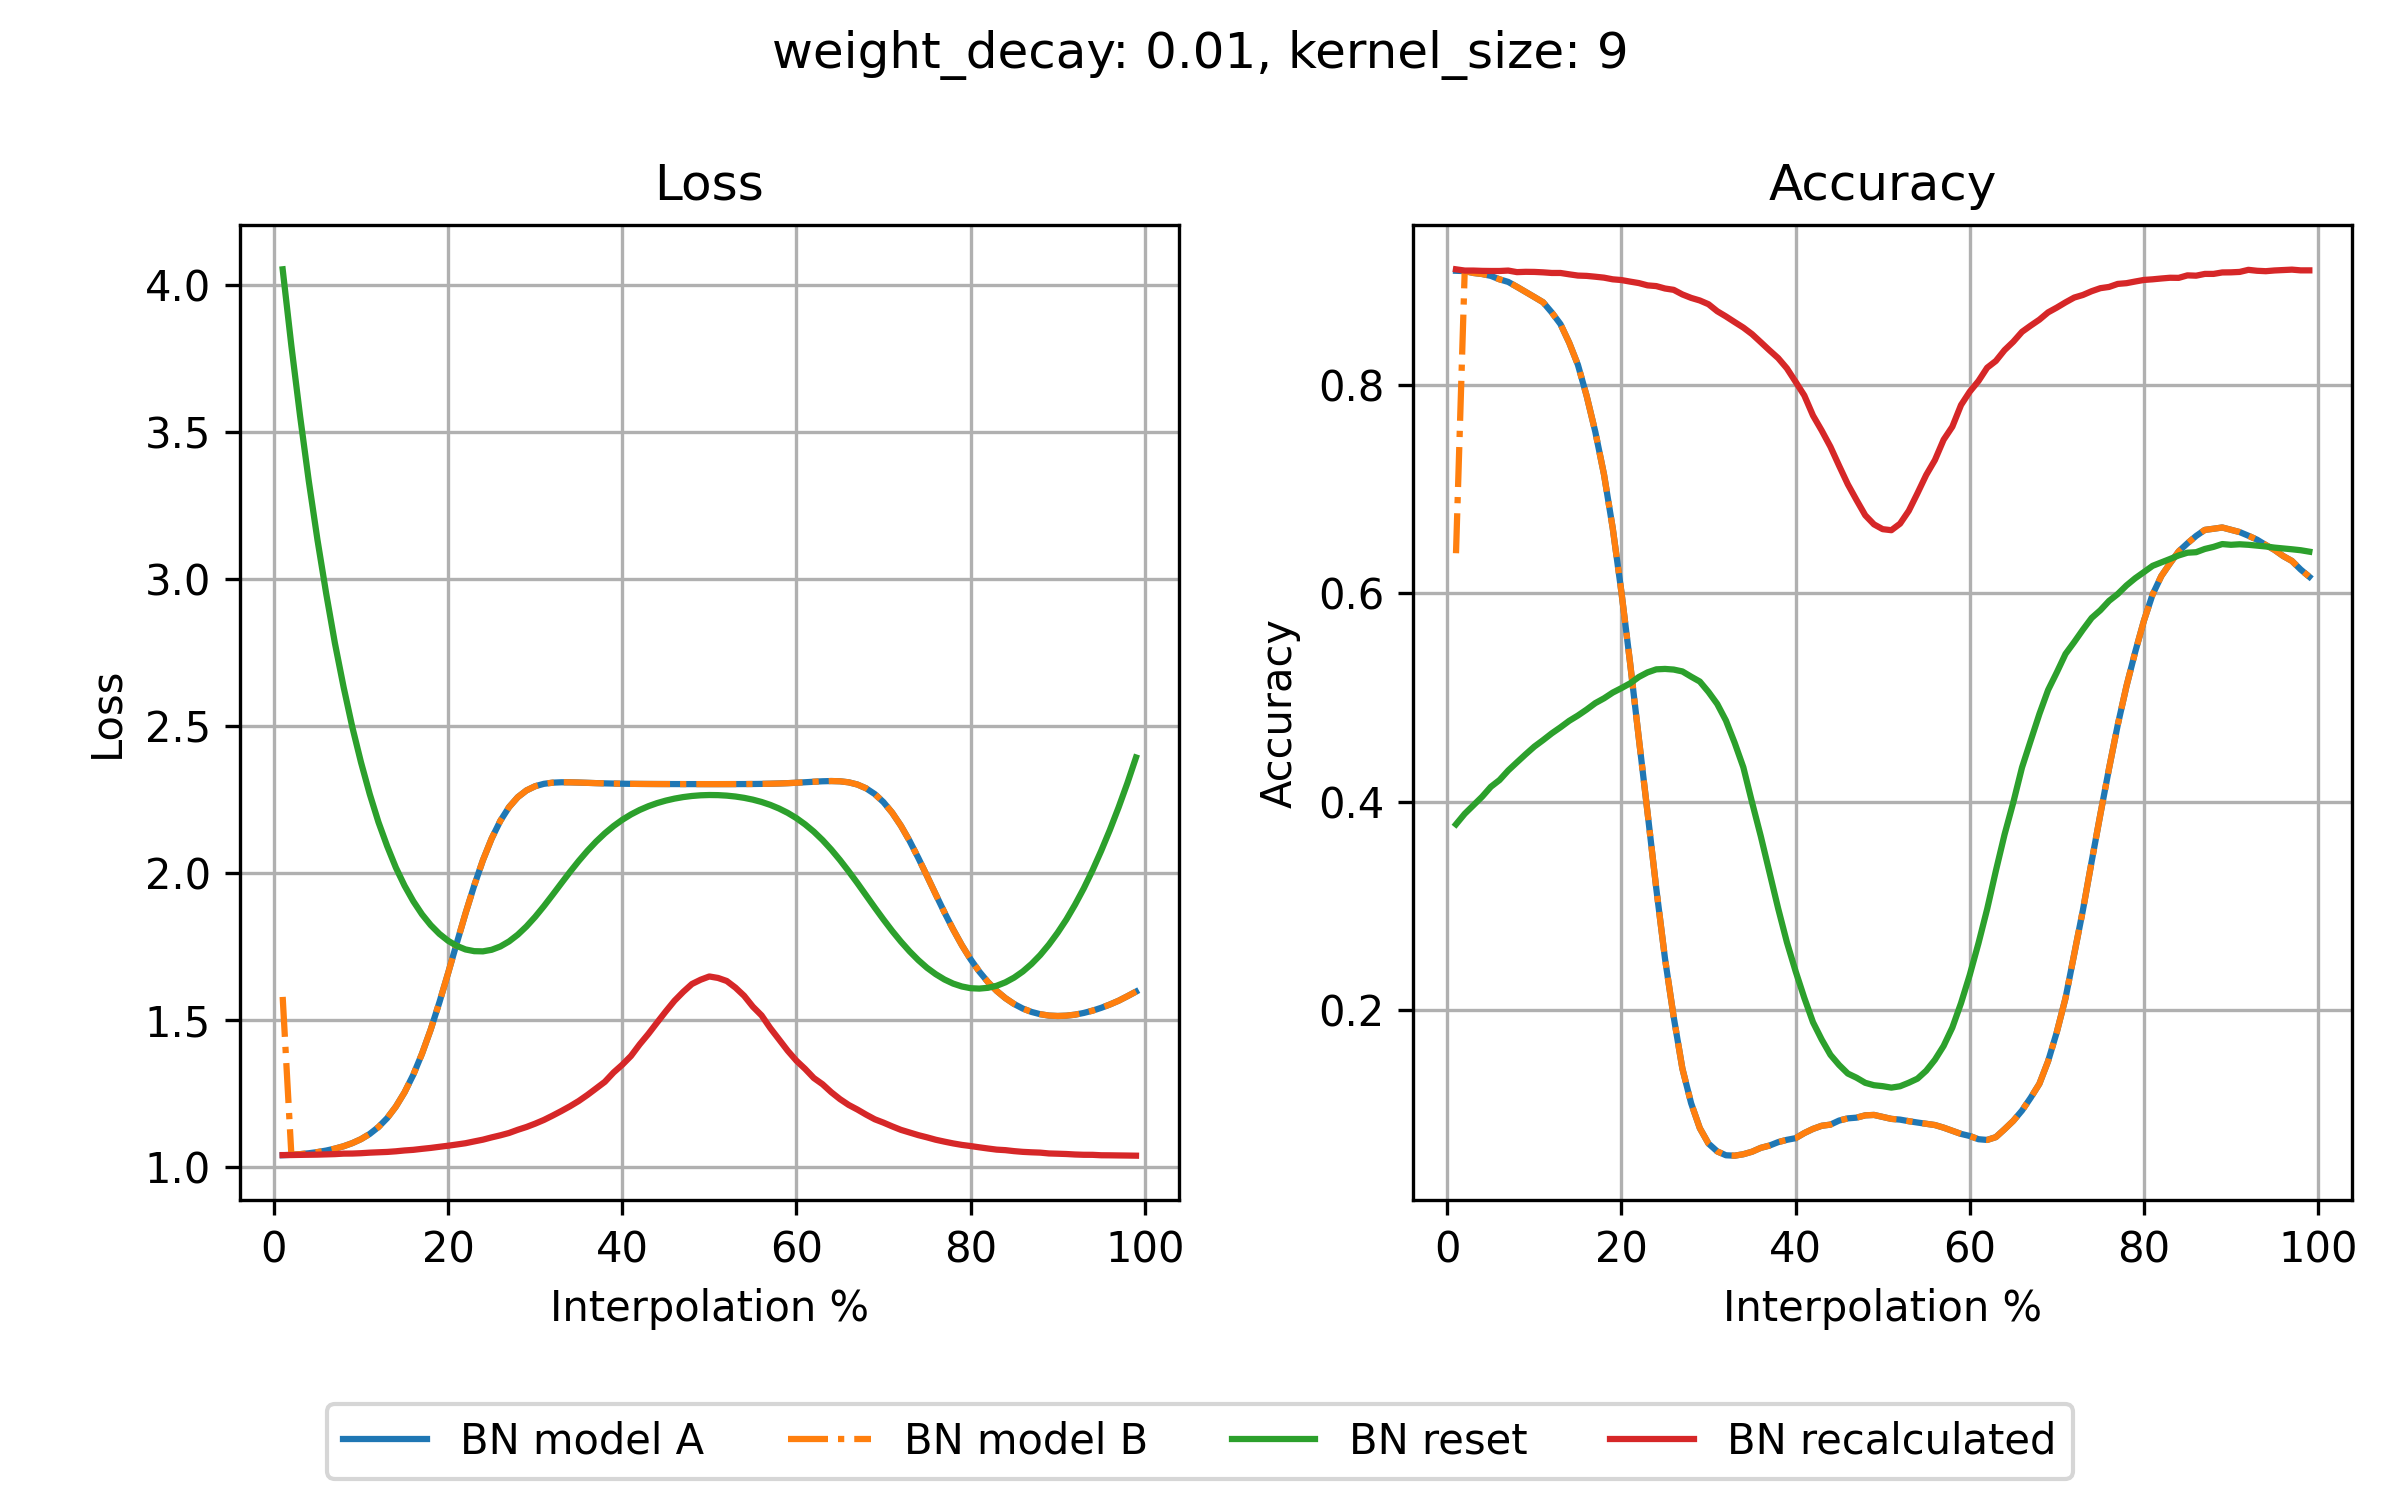 weight_decay: 0.01, kernel_size: 9
Loss
Loss
4.0
3.5
3.0
2.5
2.0
1.5
1.0
0 20 40 60 80 100
Interpolation %
Accuracy
Accuracy
0.8
0.6
0.4
0.2
0 20 40 60 80 100
Interpolation %
BN model A BN model B BN reset BN recalculated